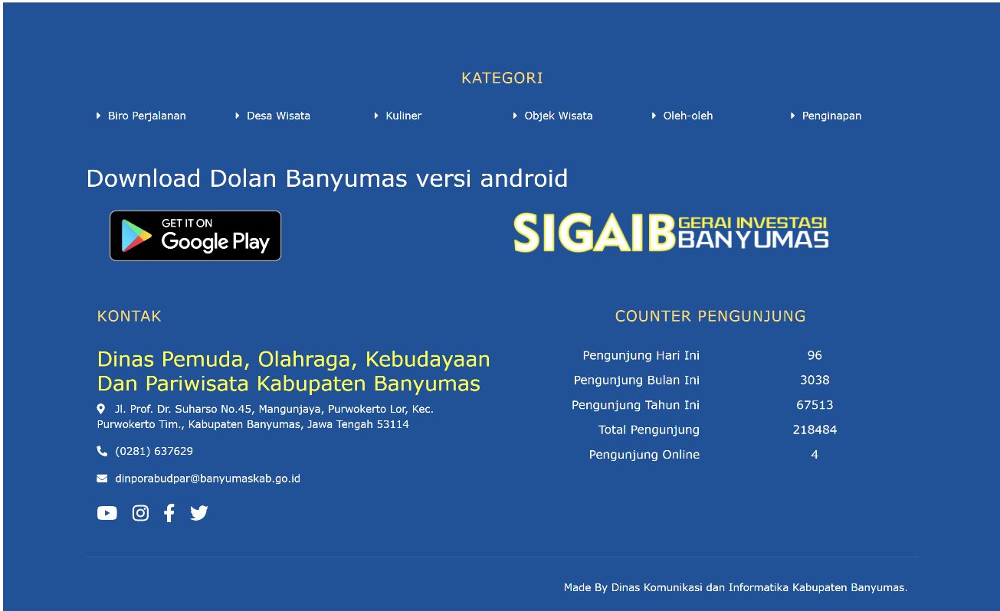 KATEGORI
Biro Perjalanan Desa Wisata Kuliner Objek Wisata Oleh-oleh Penginapan
Download Dolan Banyumas versi android
GET IT ON
Google Play
SIGAIB GERAI INVESTASI
BANYUMAS
KONTAK
Dinas Pemuda, Olahraga, Kebudayaan
Dan Pariwisata Kabupaten Banyumas
Jl. Prof. Dr. Suharso No.45, Mangunjaya, Purwokerto Lor, Kec.
Purwokerto Tim., Kabupaten Banyumas, Jawa Tengah 53114
(0281) 637629
dinporabudpar@banyumaskab.go.id
COUNTER PENGUNJUNG
Pengunjung Hari Ini 96
Pengunjung Bulan Ini 3038
Pengunjung Tahun Ini 67513
Total Pengunjung 218484
Pengunjung Online 4
Made By Dinas Komunikasi dan Informatika Kabupaten Banyumas.